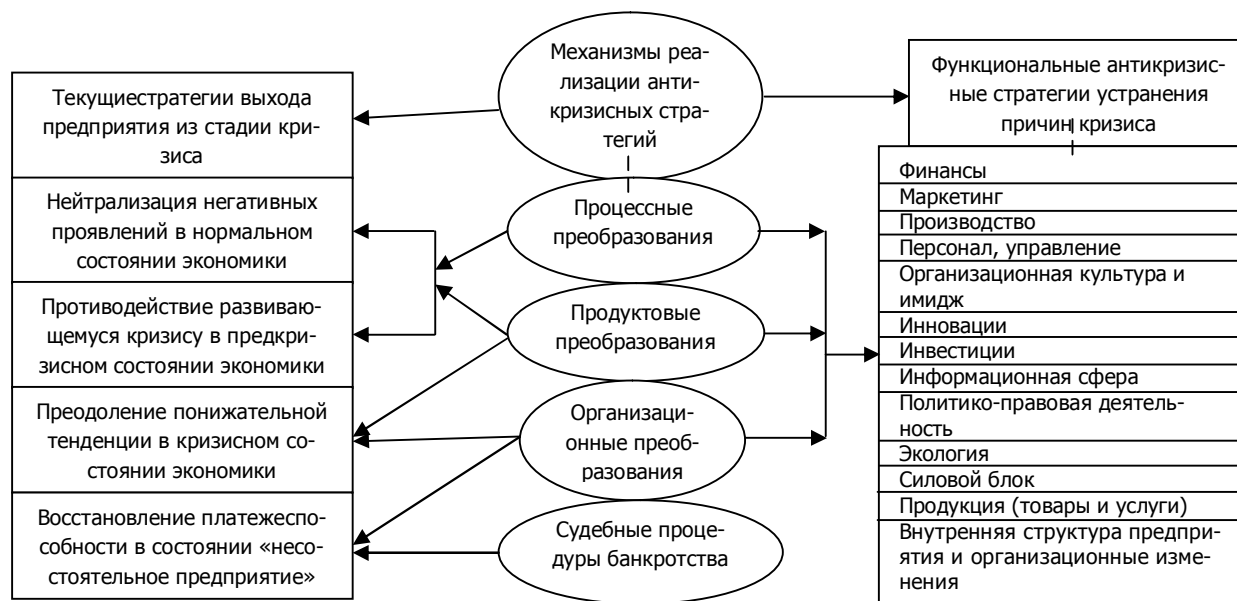 Текущиестратегии выхода
предприятия из стадии кри-
зиса
Нейтрализация негативных
проявлений в нормальном
состоянии экономики
Противодействие развиваю-
щемуся кризису в предкри-
зисном состоянии экономики
Преодоление понижательной
тенденции в кризисном со-
стоянии экономики
Восстановление платежеспо-
собности в состоянии «несо-
стоятельное предприятие»
Механизмы реа-
лизации анти-
кризисных стра-
тегий
Процессные
преобразования
Продуктовые
преобразования
Организаци-
онные преоб-
разования
Судебные проце-
дуры банкротства
Функциональные антикризис-
ные стратегии устранения
причин кризиса
Финансы
Маркетинг
Производство
Персонал, управление
Организационная культура и
имидж
Инновации
Инвестиции
Информационная сфера
Политико-правовая деятель-
ность
Экология
Силовой блок
Продукция (товары и услуги)
Внутренняя структура предпри-
ятия и организационные изме-
нения